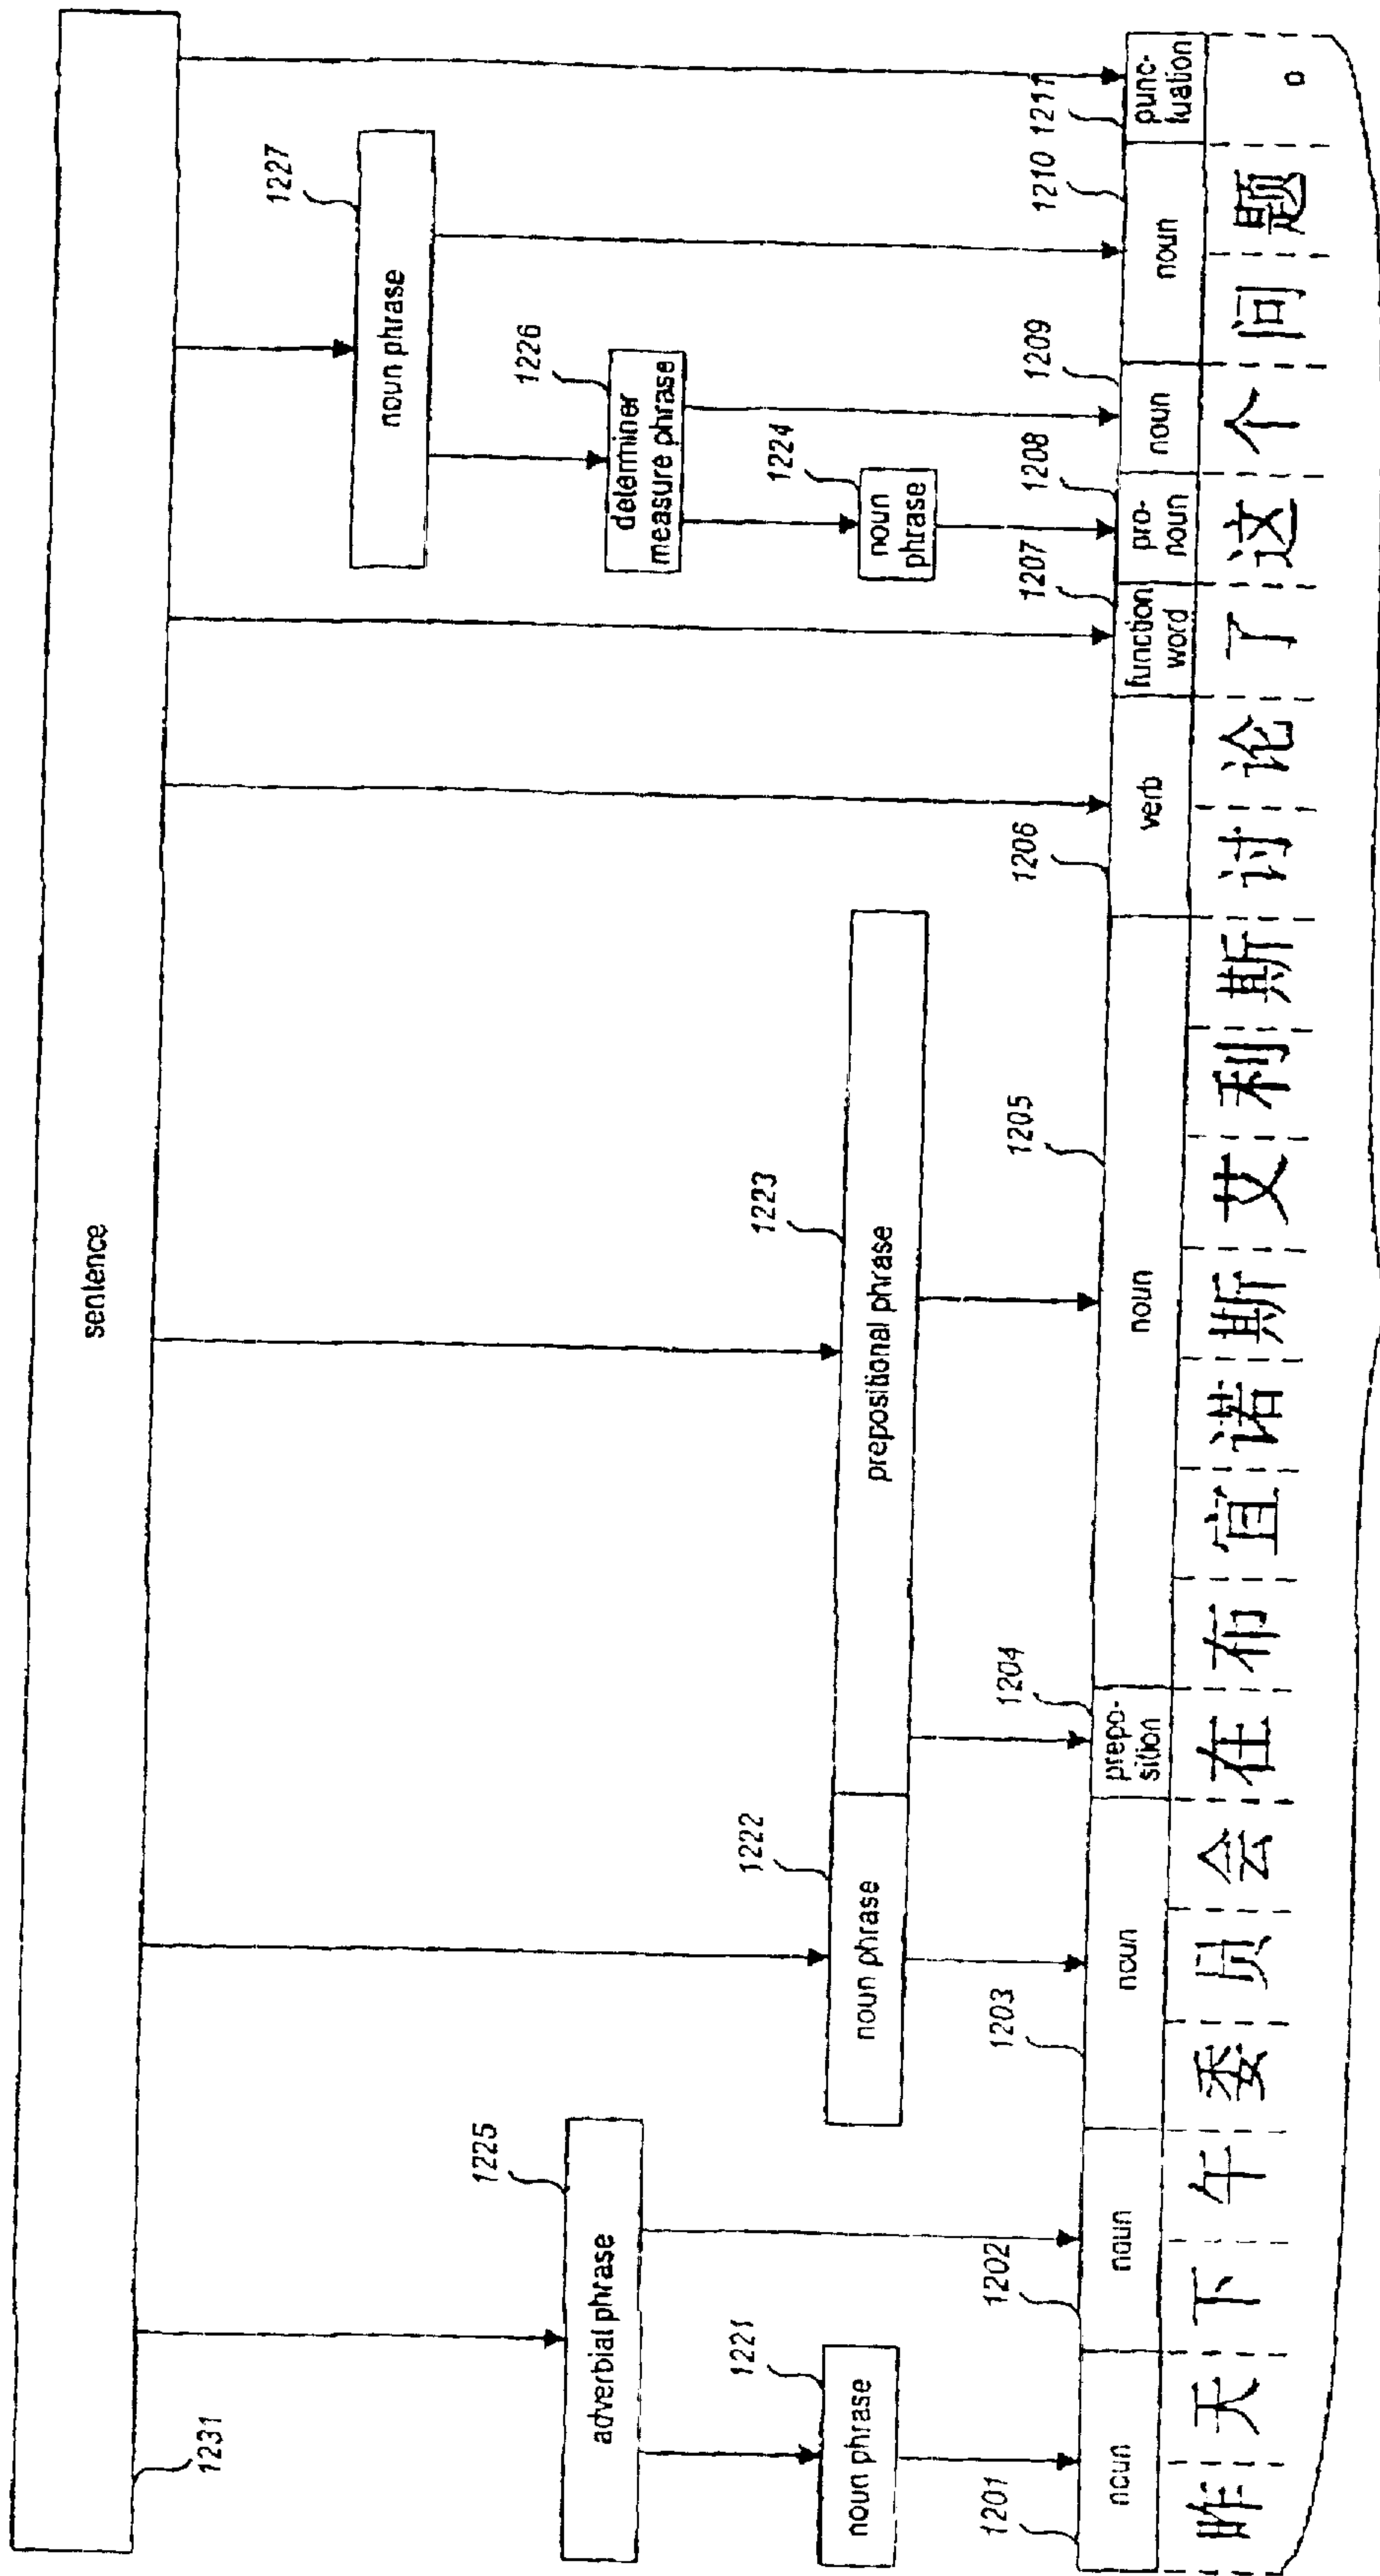 sentence
1231
1227
noun phrase
1225
1226
adverbial phrase
determiner
measure phrase
1221 1222 1223 1224
noun phrase noun phrase prepositional phrase noun
phrase
1201 1202 1203 1204 1205 1206 1207 1208 1209 1210 1211
noun noun noun prepo-
sition noun verb function
word pro-
noun noun noun punc-
tuation
昨天下午委员会在布宜诺斯艾利斯讨论了这个问题。